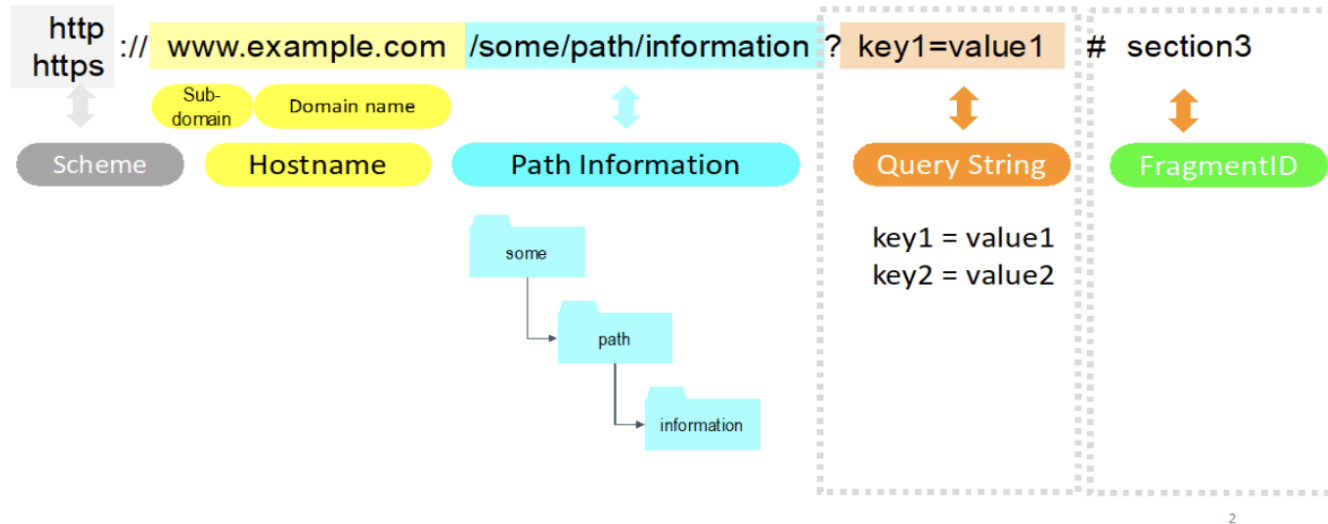 http
https
:// www.example.com /some/path/information ? key1=value1 # section3
Sub-
domain
Domain name
Scheme
Hostname
Path Information
Query String
FragmentID
key1 = value1
key2 = value2
some
path
information
2